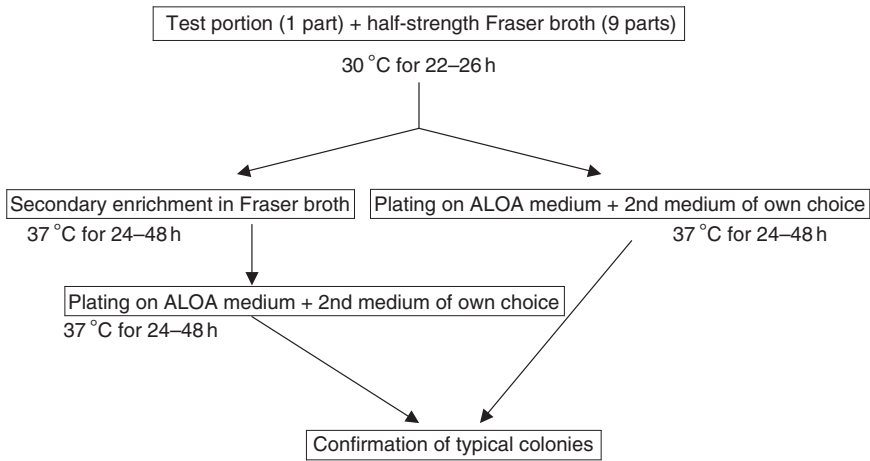 Test portion (1 part) + half-strength Fraser broth (9 parts)
30 °C for 22–26 h
Secondary enrichment in Fraser broth
37 °C for 24–48 h
Plating on ALOA medium + 2nd medium of own choice
37 °C for 24–48 h
Plating on ALOA medium + 2nd medium of own choice
37 °C for 24–48 h
Confirmation of typical colonies